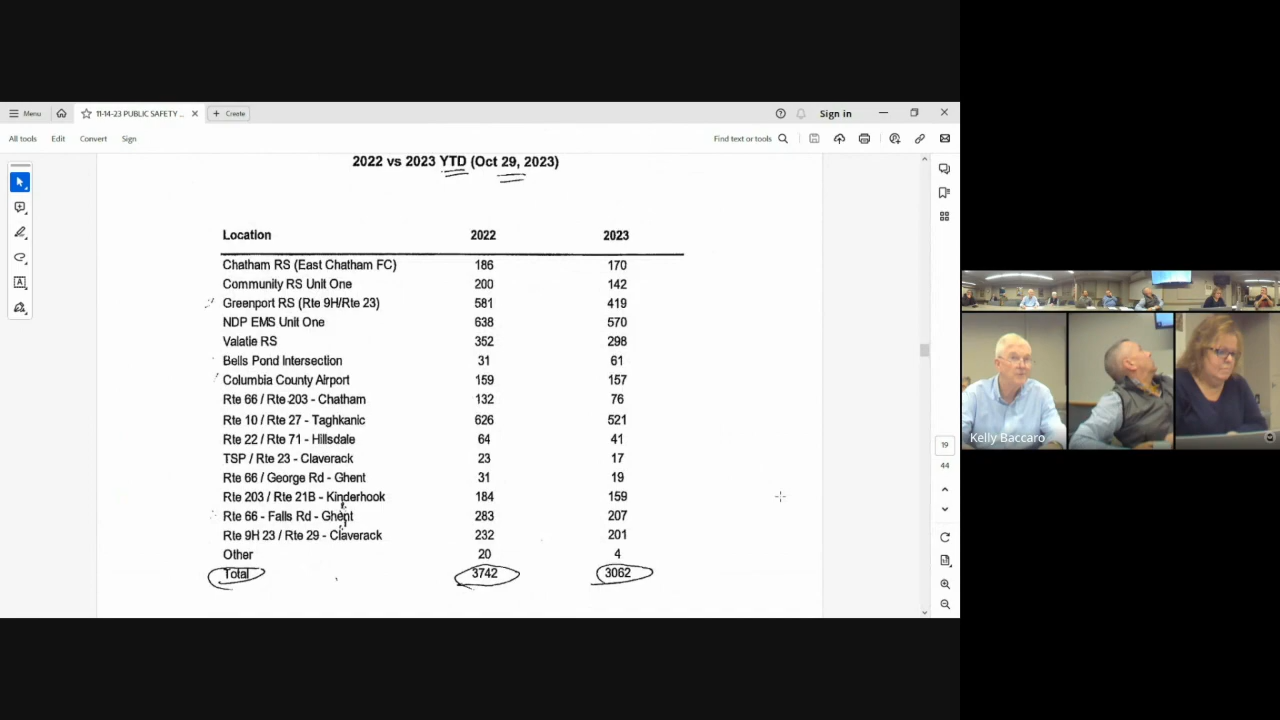 Menu
11-14-23 PUBLIC SAFETY ...
Create
Sign in
All tools
Edit
Convert
Sign
Find text or tools
2022 vs 2023 YTD (Oct 29, 2023)
Location 2022 2023
Chatham RS (East Chatham FC) 186 170
Community RS Unit One 200 142
Greenport RS (Rte 9H/Rte 23) 581 419
NDP EMS Unit One 638 570
Valatie RS 352 298
Bells Pond Intersection 31 61
Columbia County Airport 159 157
Rte 66 / Rte 203 - Chatham 132 76
Rte 10 / Rte 27 - Taghkanic 626 521
Rte 22 / Rte 71 - Hillsdale 64 41
TSP / Rte 23 - Claverack 23 17
Rte 66 / George Rd - Ghent 31 19
Rte 203 / Rte 21B - Kinderhook 184 159
Rte 66 - Falls Rd - Ghent 283 207
Rte 9H 23 / Rte 29 - Claverack 232 201
Other 20 4
Total 3742 3062
19
44
Kelly Baccaro